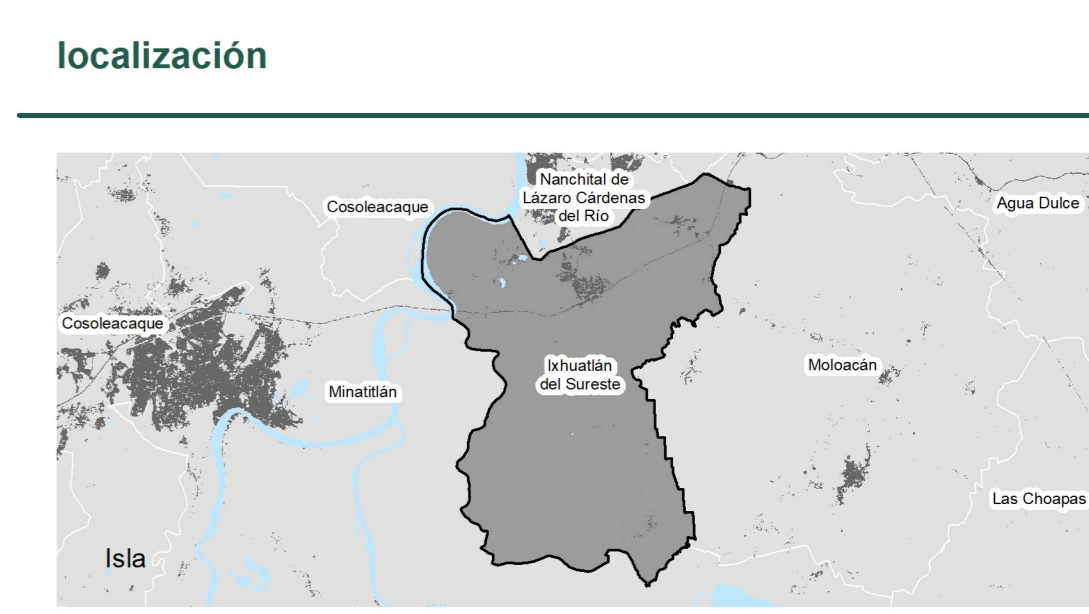 localización
Nanchital de
Lázaro Cárdenas
del Río
Cosoleacaque
Agua Dulce
Cosoleacaque
Ixhuatlán
del Sureste
Moloacán
Minatitlán
Las Choapas
Isla